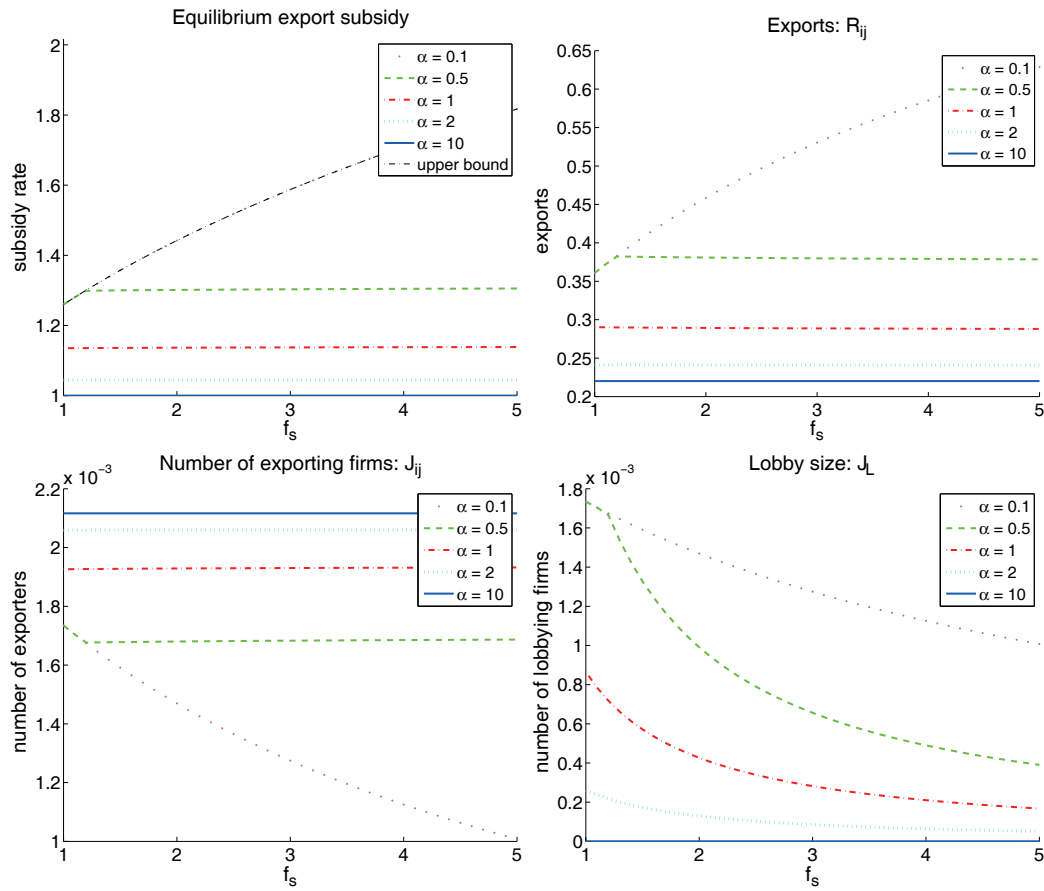 Equilibrium export subsidy
2
1.8
1.6
1.4
1.2
1
subsidy rate
α = 0.1
α = 0.5
α = 1
α = 2
α = 10
upper bound
1 2 3 4 5
f_s
Exports: R_ij
0.65
0.6
0.55
0.5
0.45
0.4
0.35
0.3
0.25
0.2
exports
α = 0.1
α = 0.5
α = 1
α = 2
α = 10
1 2 3 4 5
f_s
Number of exporting firms: J_ij
x 10^−3
2.2
2
1.8
1.6
1.4
1.2
1
number of exporters
α = 0.1
α = 0.5
α = 1
α = 2
α = 10
1 2 3 4 5
f_s
Lobby size: J_L
x 10^−3
1.8
1.6
1.4
1.2
1
0.8
0.6
0.4
0.2
0
number of lobbying firms
α = 0.1
α = 0.5
α = 1
α = 2
α = 10
1 2 3 4 5
f_s